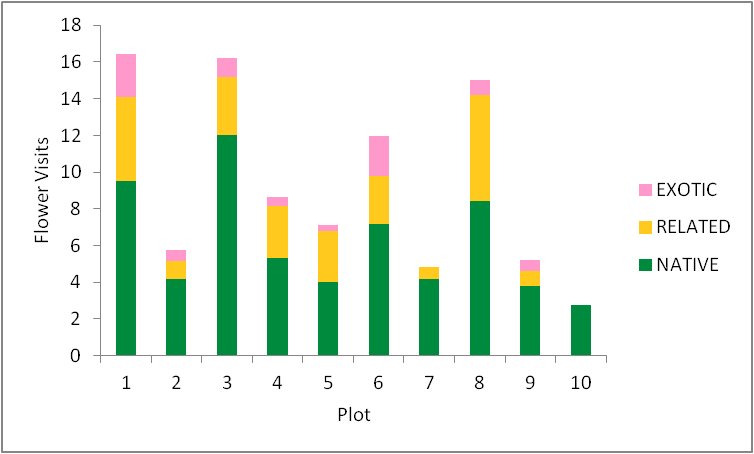 18
16
14
12
10
8
6
4
2
0
Flower Visits
1 2 3 4 5 6 7 8 9 10
Plot
EXOTIC
RELATED
NATIVE